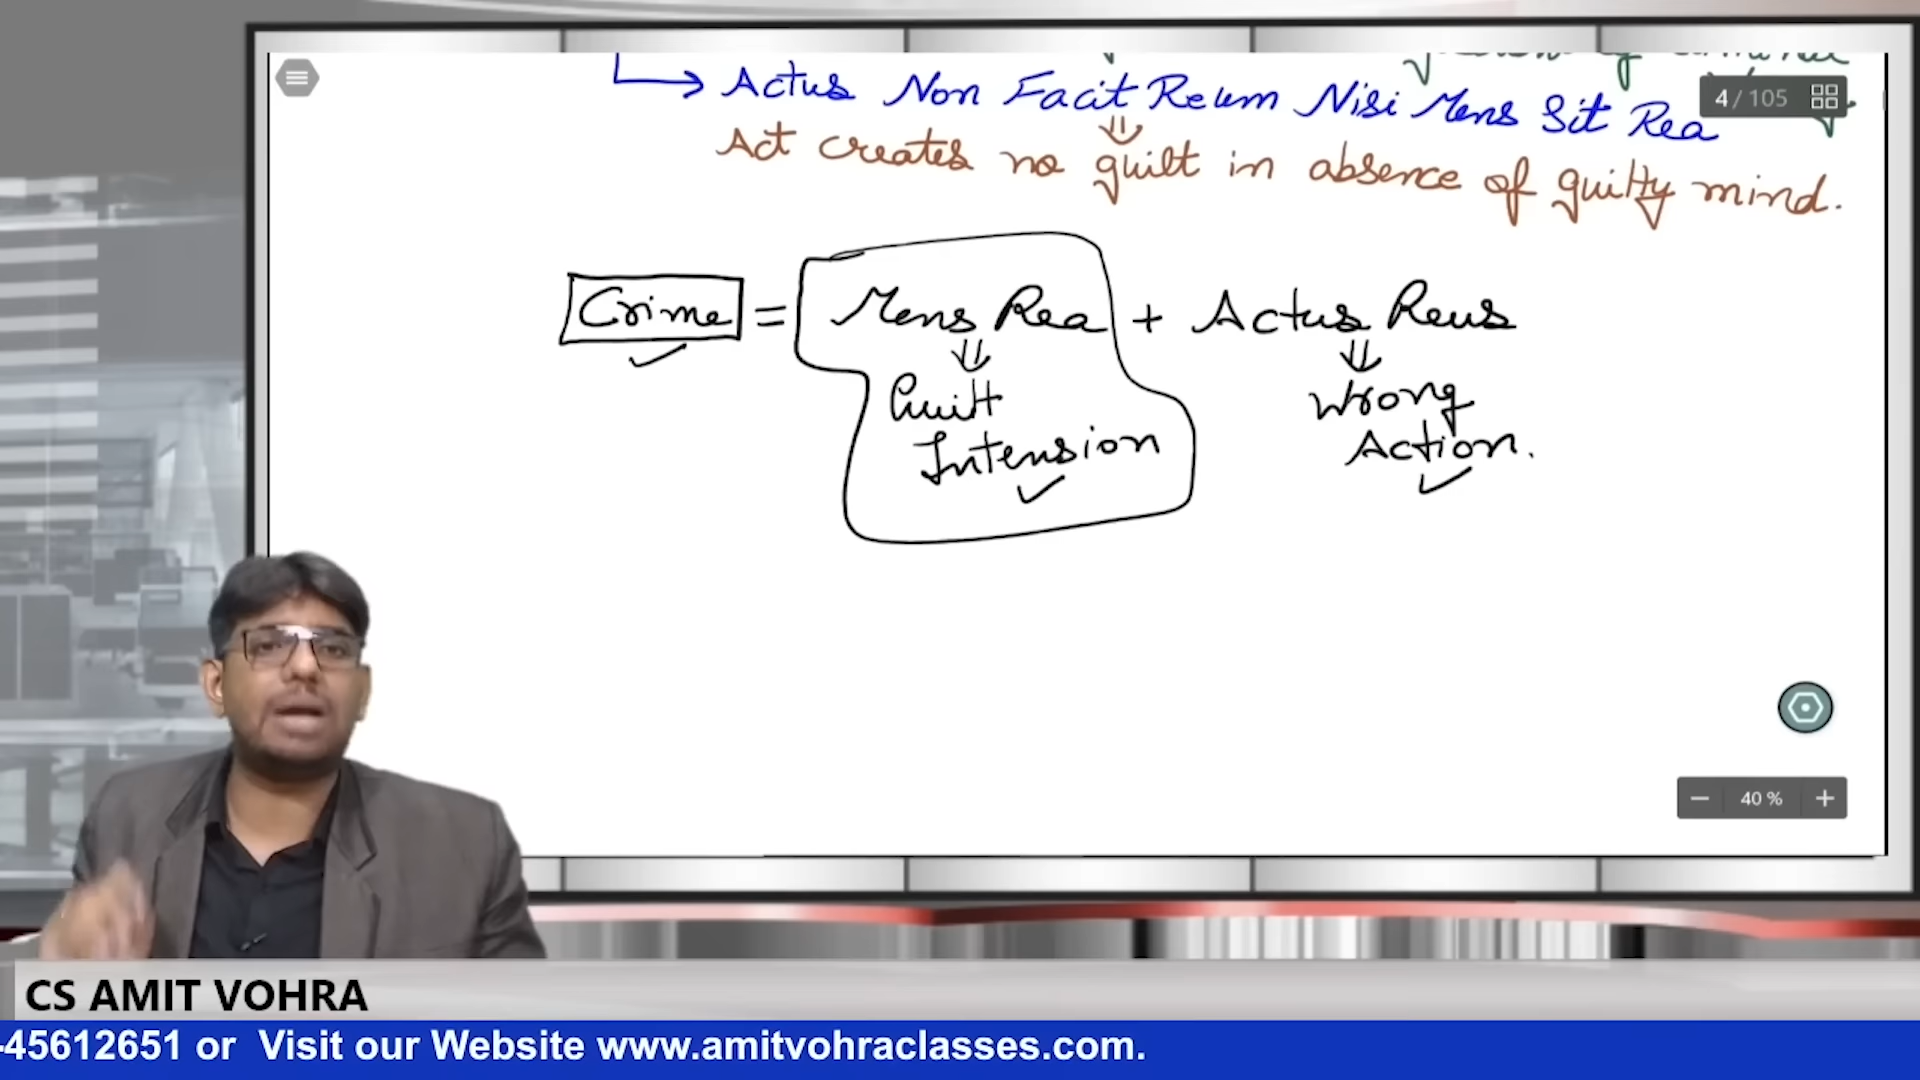 Actus Non Facit Reum Nisi Mens Sit Rea
4 / 105
Act creates no guilt in absence of guilty mind.
Crime = Mens Rea + Actus Reus
Guilt
Intension
Wrong
Action.
40 %
CS AMIT VOHRA
-45612651 or Visit our Website www.amitvohraclasses.com.